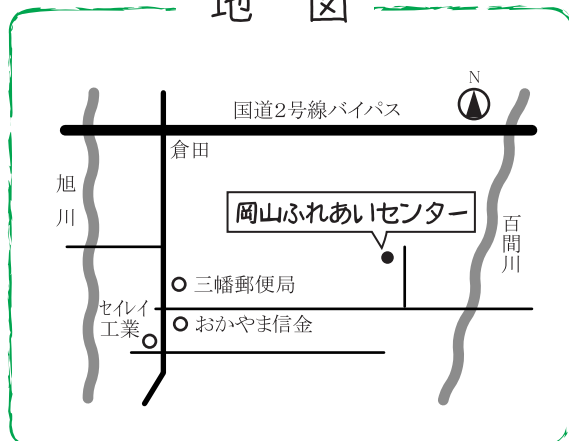 地 図
N
国道2号線バイパス
倉田
旭川
岡山ふれあいセンター
百間川
三幡郵便局
セイレイ
工業
おかやま信金